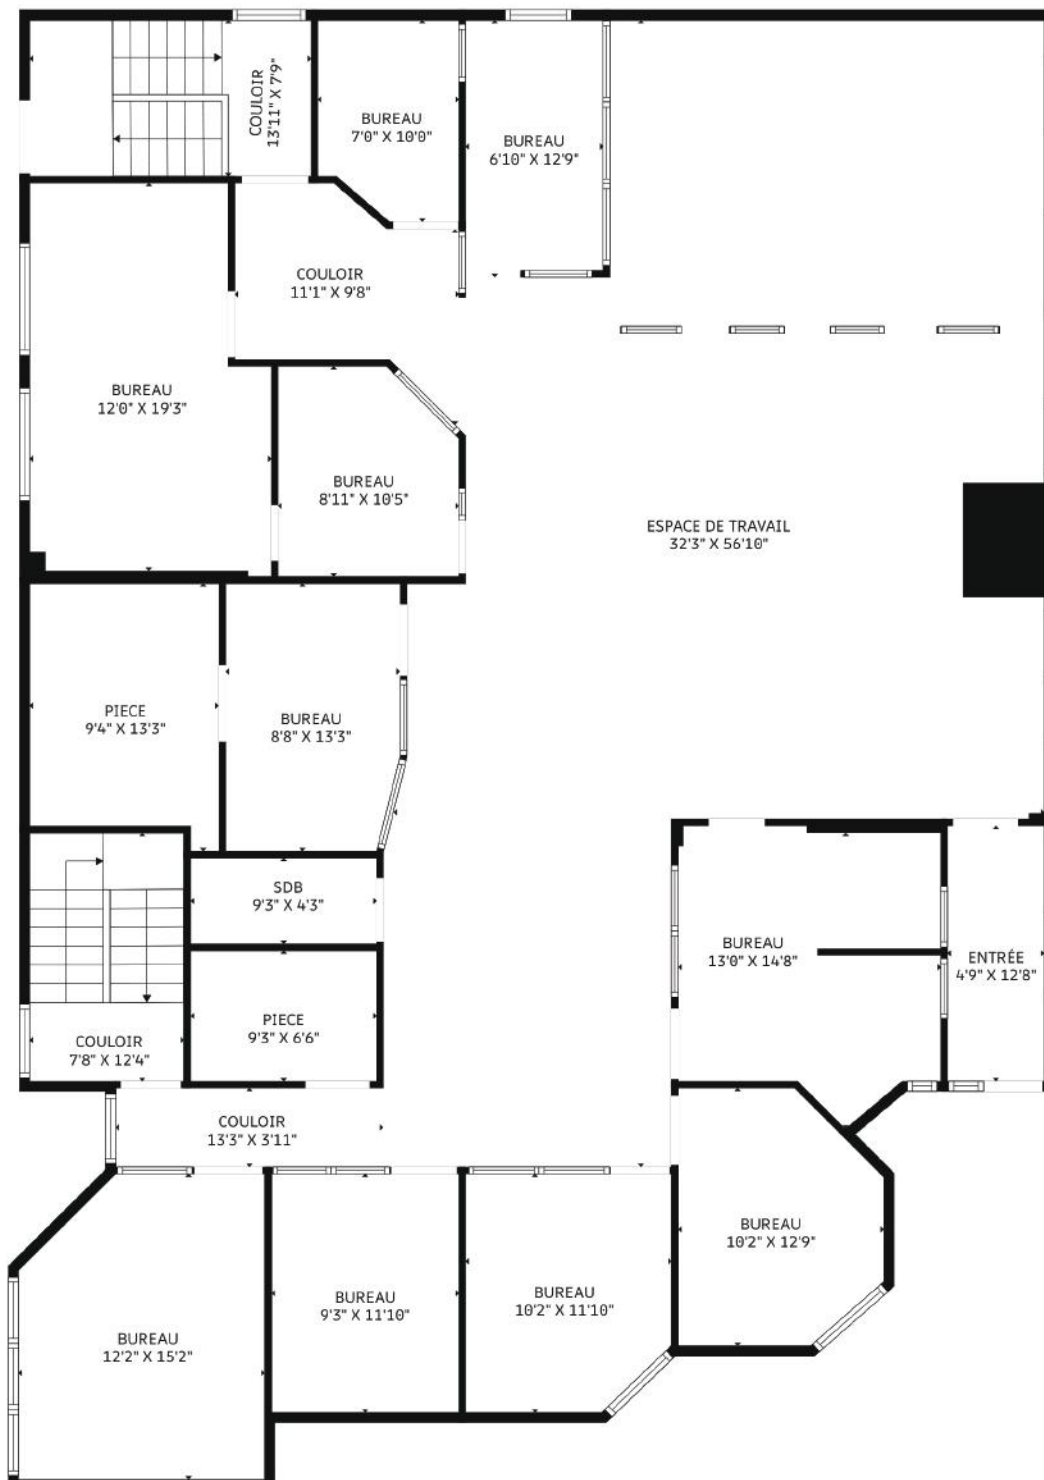 COULOIR
13'11" X 7'9"
BUREAU
7'0" X 10'0"
BUREAU
6'10" X 12'9"
COULOIR
11'1" X 9'8"
BUREAU
12'0" X 19'3"
BUREAU
8'11" X 10'5"
ESPACE DE TRAVAIL
32'3" X 56'10"
PIECE
9'4" X 13'3"
BUREAU
8'8" X 13'3"
SDB
9'3" X 4'3"
BUREAU
13'0" X 14'8"
ENTRÉE
4'9" X 12'8"
PIECE
9'3" X 6'6"
COULOIR
7'8" X 12'4"
COULOIR
13'3" X 3'11"
BUREAU
10'2" X 12'9"
BUREAU
9'3" X 11'10"
BUREAU
10'2" X 11'10"
BUREAU
12'2" X 15'2"